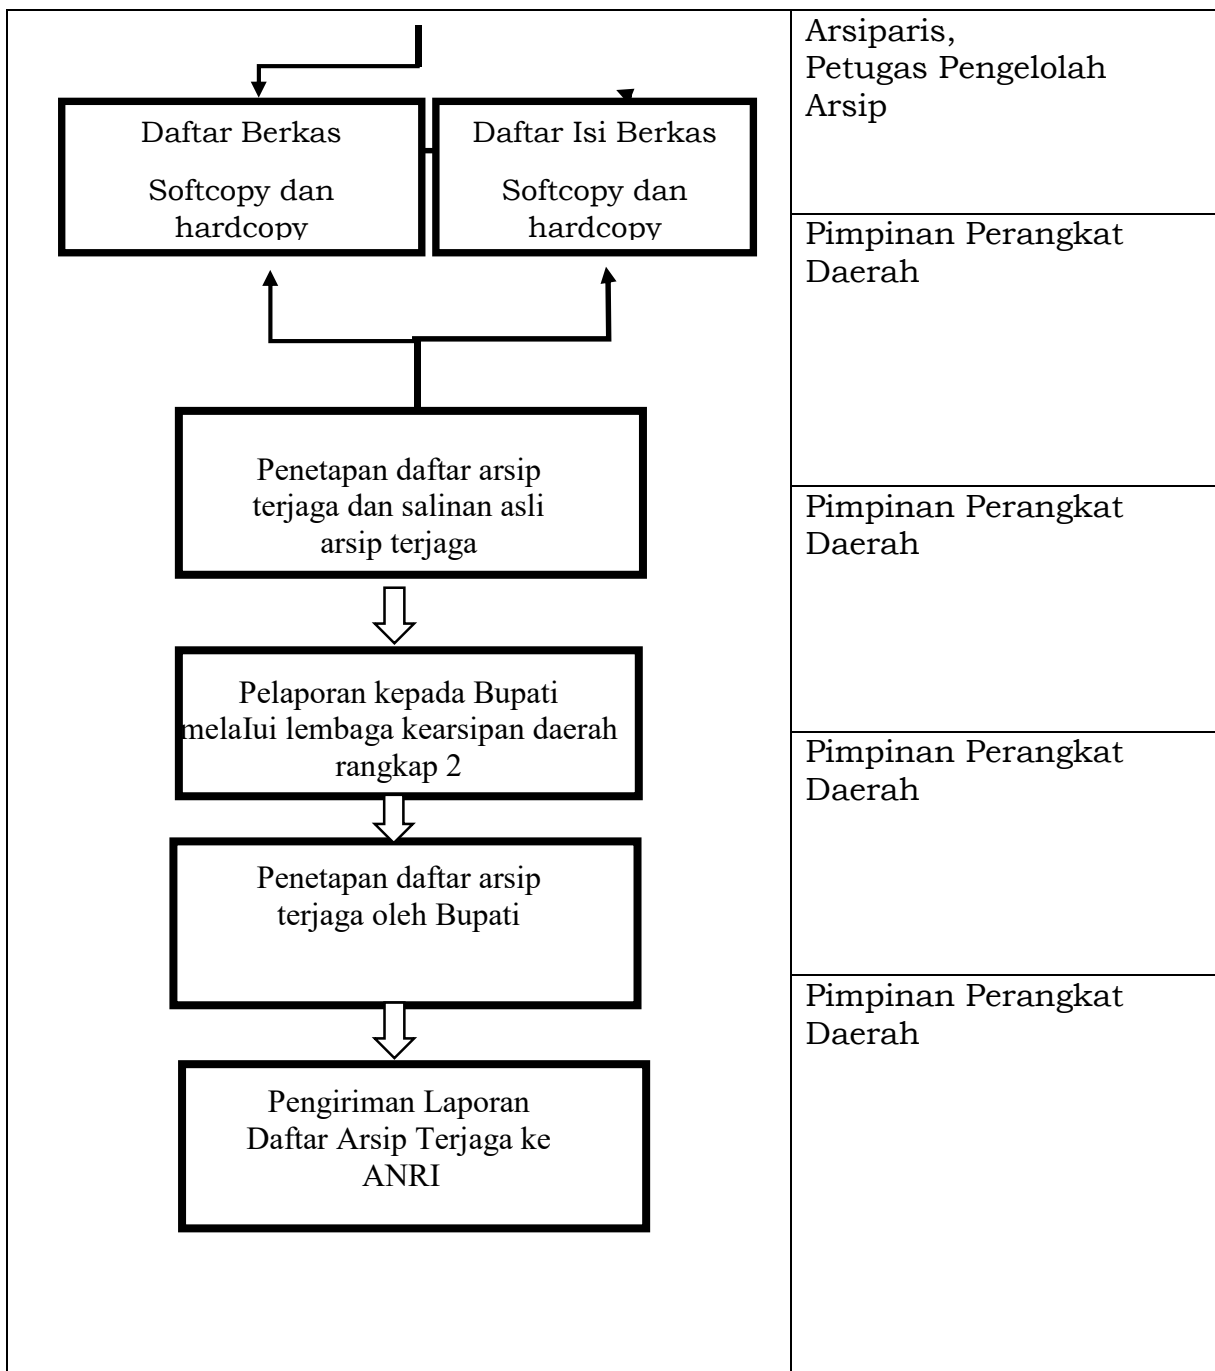 Arsiparis,
Petugas Pengelolah
Arsip
Daftar Berkas
Softcopy dan
hardcopy
Daftar Isi Berkas
Softcopy dan
hardcopy
Pimpinan Perangkat
Daerah
Penetapan daftar arsip
terjaga dan salinan asli
arsip terjaga
Pimpinan Perangkat
Daerah
Pelaporan kepada Bupati
melaIui lembaga kearsipan daerah
rangkap 2
Pimpinan Perangkat
Daerah
Penetapan daftar arsip
terjaga oleh Bupati
Pimpinan Perangkat
Daerah
Pengiriman Laporan
Daftar Arsip Terjaga ke
ANRI